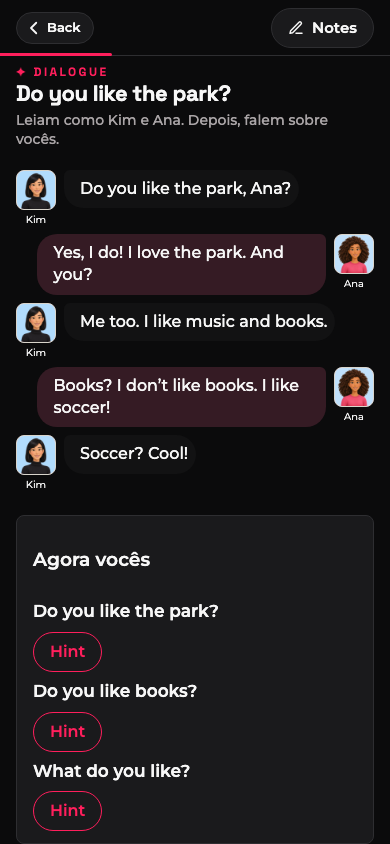 Back
Notes
DIALOGUE
Do you like the park?
Leiam como Kim e Ana. Depois, falem sobre
vocês.
Do you like the park, Ana?
Kim
Yes, I do! I love the park. And
you?
Ana
Me too. I like music and books.
Kim
Books? I don’t like books. I like
soccer!
Ana
Soccer? Cool!
Kim
Agora vocês
Do you like the park?
Hint
Do you like books?
Hint
What do you like?
Hint